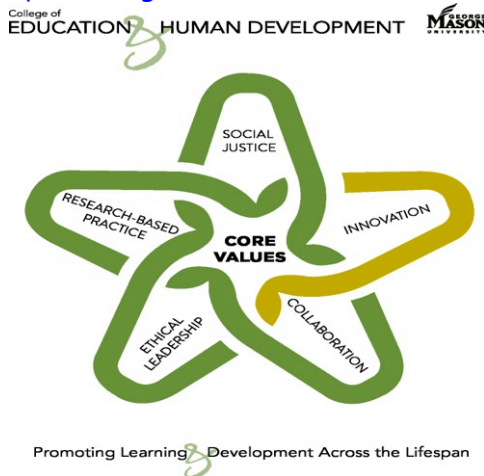 College of
EDUCATION & HUMAN DEVELOPMENT
GEORGE
MASON
UNIVERSITY
SOCIAL
JUSTICE
RESEARCH-BASED
PRACTICE
INNOVATION
CORE
VALUES
ETHICAL
LEADERSHIP
COLLABORATION
Promoting Learning & Development Across the Lifespan